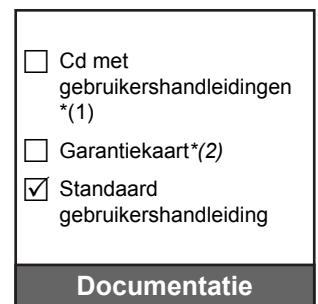 Cd met
gebruikershandleidingen
*(1)
Garantiekaart*(2)
Standaard
gebruikershandleiding
Documentatie